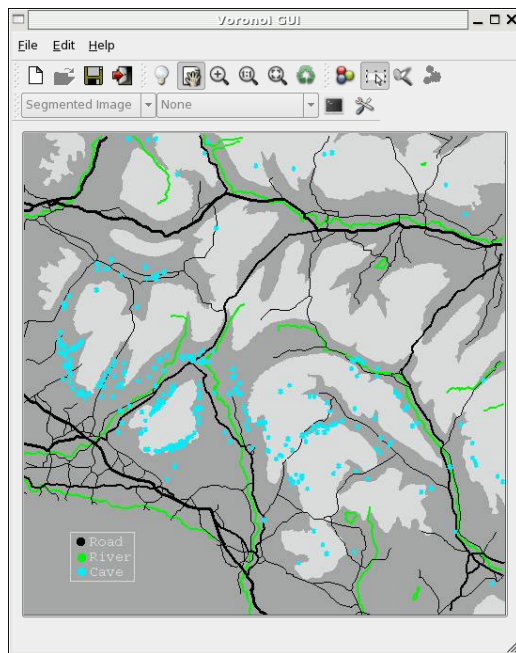 Voronoi GUI
File Edit Help
Segmented Image None
Road
River
Cave